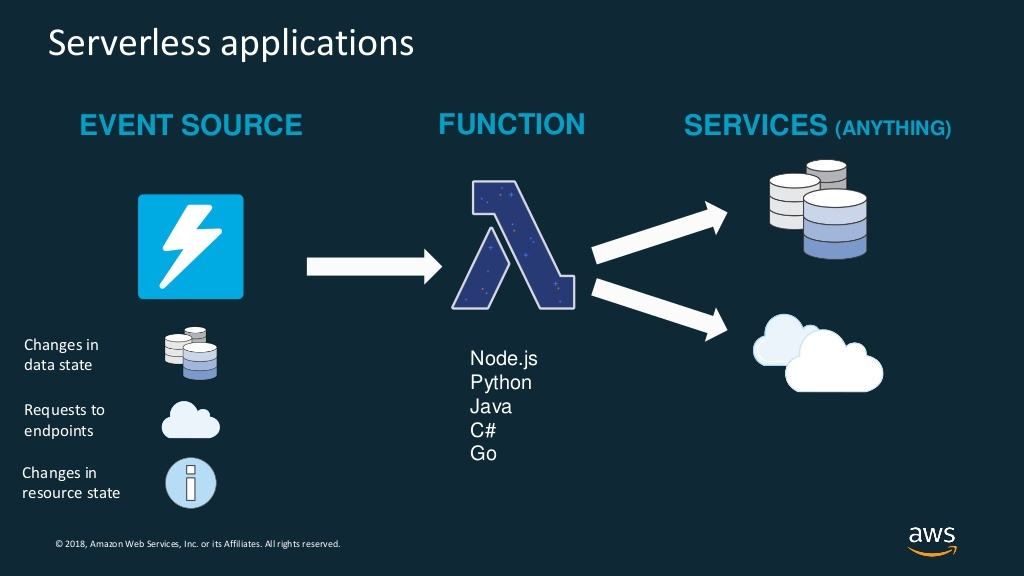 Serverless applications
EVENT SOURCE
FUNCTION
SERVICES (ANYTHING)
Changes in
data state
Requests to
endpoints
Changes in
resource state
Node.js
Python
Java
C#
Go
© 2018, Amazon Web Services, Inc. or its Affiliates. All rights reserved.
aws